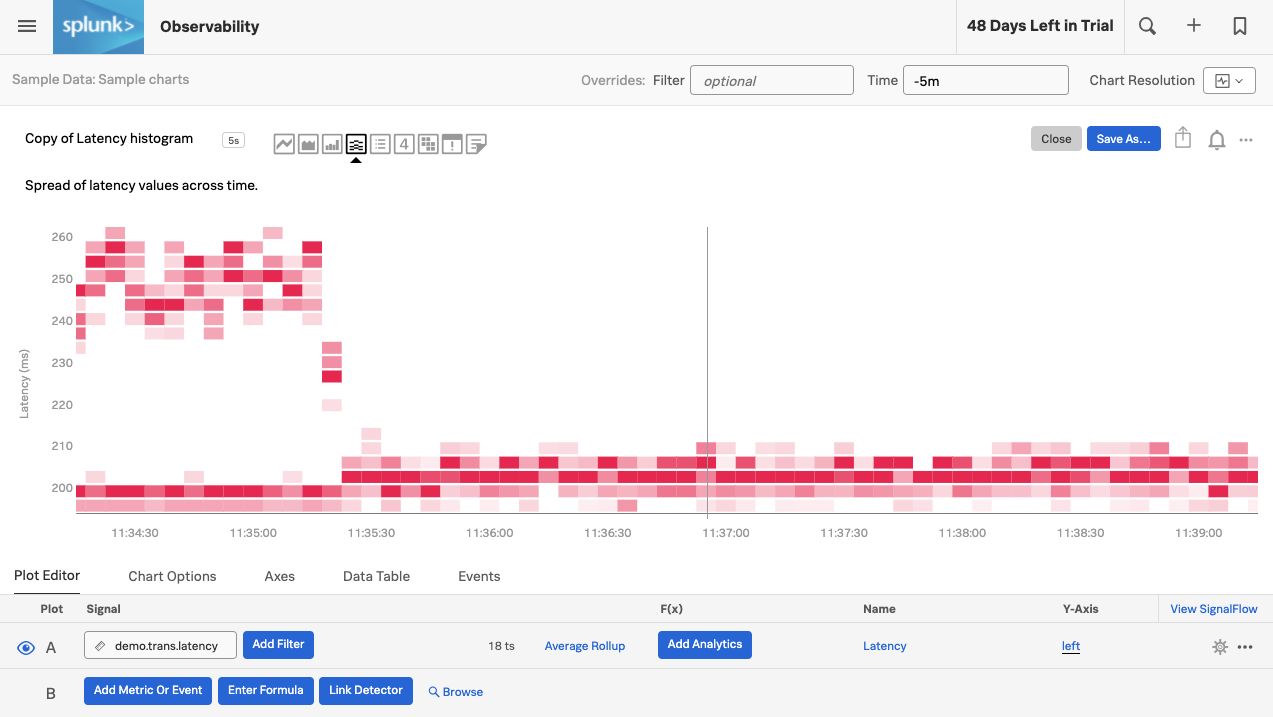 splunk>
Observability
48 Days Left in Trial
Sample Data: Sample charts
Overrides: Filter optional Time -5m Chart Resolution
Copy of Latency histogram 5s 4 Close Save As...
Spread of latency values across time.
Latency (ms)
260
250
240
230
220
210
200
11:34:30 11:35:00 11:35:30 11:36:00 11:36:30 11:37:00 11:37:30 11:38:00 11:38:30 11:39:00
Plot Editor Chart Options Axes Data Table Events
Plot Signal F(x) Name Y-Axis View SignalFlow
A demo.trans.latency Add Filter 18 ts Average Rollup Add Analytics Latency left
B Add Metric Or Event Enter Formula Link Detector Browse